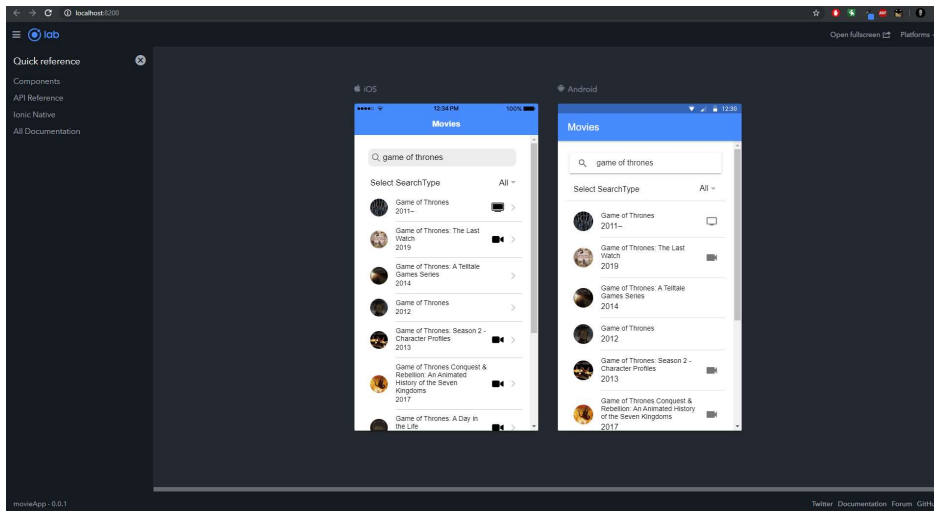 localhost:8200
lab
Open fullscreen
Platforms
Quick reference
Components
API Reference
Ionic Native
All Documentation
iOS
12:34 PM
100%
Movies
game of thrones
Select SearchType
All
Game of Thrones
2011–
Game of Thrones: The Last
Watch
2019
Game of Thrones: A Telltale
Games Series
2014
Game of Thrones
2012
Game of Thrones: Season 2 -
Character Profiles
2013
Game of Thrones Conquest &
Rebellion: An Animated
History of the Seven
Kingdoms
2017
Game of Thrones: A Day in
the Life
Android
12:30
Movies
game of thrones
Select SearchType
All
Game of Thrones
2011–
Game of Thrones: The Last
Watch
2019
Game of Thrones: A Telltale
Games Series
2014
Game of Thrones
2012
Game of Thrones: Season 2 -
Character Profiles
2013
Game of Thrones Conquest &
Rebellion: An Animated History
of the Seven Kingdoms
2017
movieApp - 0.0.1
Twitter Documentation Forum